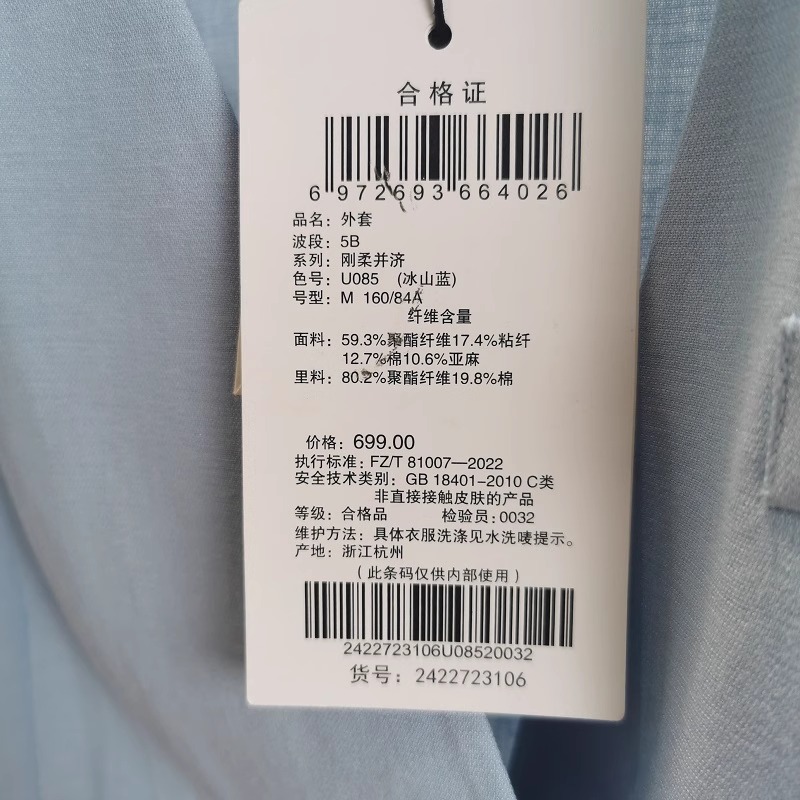 合格证
6 972693 664026
品名：外套
波段：5B
系列：刚柔并济
色号：U085 (冰山蓝)
号型：M 160/84A
纤维含量
面料：59.3%聚酯纤维17.4%粘纤
12.7%棉10.6%亚麻
里料：80.2%聚酯纤维19.8%棉
价格：699.00
执行标准：FZ/T 81007—2022
安全技术类别：GB 18401-2010 C类
非直接接触皮肤的产品
等级：合格品 检验员：0032
维护方法：具体衣服洗涤见水洗唛提示。
产地：浙江杭州
（此条码仅供内部使用）
2422723106U08520032
货号：2422723106